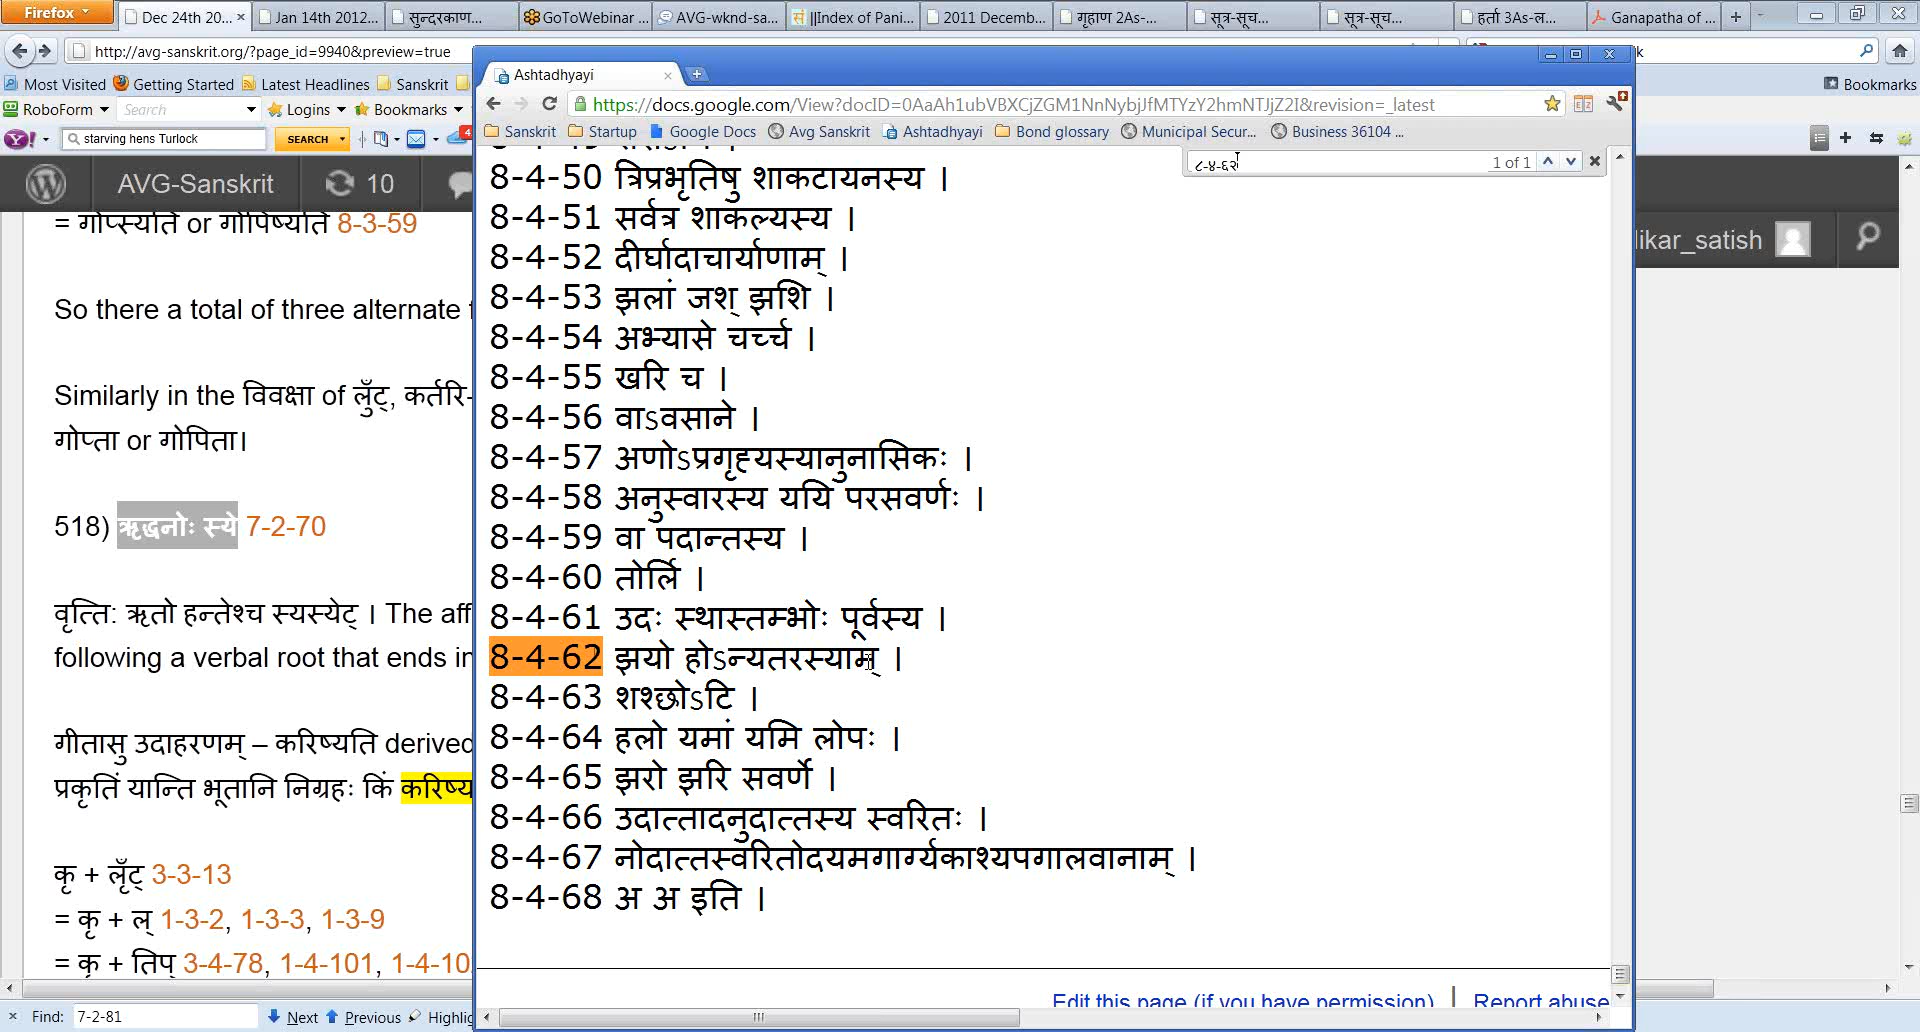 Firefox
Dec 24th 20...
Jan 14th 2012...
सुन्दरकाण...
GoToWebinar ...
AVG-wknd-sa...
||Index of Pani...
2011 Decemb...
गृहाण 2As-...
सूत्र-सूच...
सूत्र-सूच...
हर्ता 3As-ल...
Ganapatha of ...
http://avg-sanskrit.org/?page_id=9940&preview=true
Most Visited
Getting Started
Latest Headlines
Sanskrit
Bookmarks
RoboForm
Search
Logins
Bookmarks
starving hens Turlock
SEARCH
4
AVG-Sanskrit
10
likar_satish
Ashtadhyayi
https://docs.google.com/View?docID=0AaAh1ubVBXCjZGM1NnNybjJfMTYzY2hmNTJjZ2I&revision=_latest
Sanskrit
Startup
Google Docs
Avg Sanskrit
Ashtadhyayi
Bond glossary
Municipal Secur...
Business 36104 ...
८-४-६२
1 of 1
= गोप्स्यति or गोपिष्यति 8-3-59
So there a total of three alternate
Similarly in the विवक्षा of लुँट्, कर्तरि-
गोप्ता or गोपिता।
518) ऋद्धनोः स्ये 7-2-70
वृत्ति: ऋतो हन्तेश्च स्यस्येट् । The aff
following a verbal root that ends in
गीतासु उदाहरणम् – करिष्यति derived
प्रकृतिं यान्ति भूतानि निग्रहः किं करिष्य
कृ + लृँट् 3-3-13
= कृ + ल् 1-3-2, 1-3-3, 1-3-9
= कृ + तिप् 3-4-78, 1-4-101, 1-4-10
8-4-50 त्रिप्रभृतिषु शाकटायनस्य ।
8-4-51 सर्वत्र शाकल्यस्य ।
8-4-52 दीर्घादाचार्याणाम् ।
8-4-53 झलां जश् झशि ।
8-4-54 अभ्यासे चर्च्च ।
8-4-55 खरि च ।
8-4-56 वाऽवसाने ।
8-4-57 अणोऽप्रगृह्यस्यानुनासिकः ।
8-4-58 अनुस्वारस्य ययि परसवर्णः ।
8-4-59 वा पदान्तस्य ।
8-4-60 तोर्लि ।
8-4-61 उदः स्थास्तम्भोः पूर्वस्य ।
8-4-62 झयो होऽन्यतरस्याम् ।
8-4-63 शश्छोऽटि ।
8-4-64 हलो यमां यमि लोपः ।
8-4-65 झरो झरि सवर्णे ।
8-4-66 उदात्तादनुदात्तस्य स्वरितः ।
8-4-67 नोदात्तस्वरितोदयमगार्ग्यकाश्यपगालवानाम् ।
8-4-68 अ अ इति ।
Edit this page (if you have permission) | Report abuse
Find: 7-2-81 Next Previous Highlig